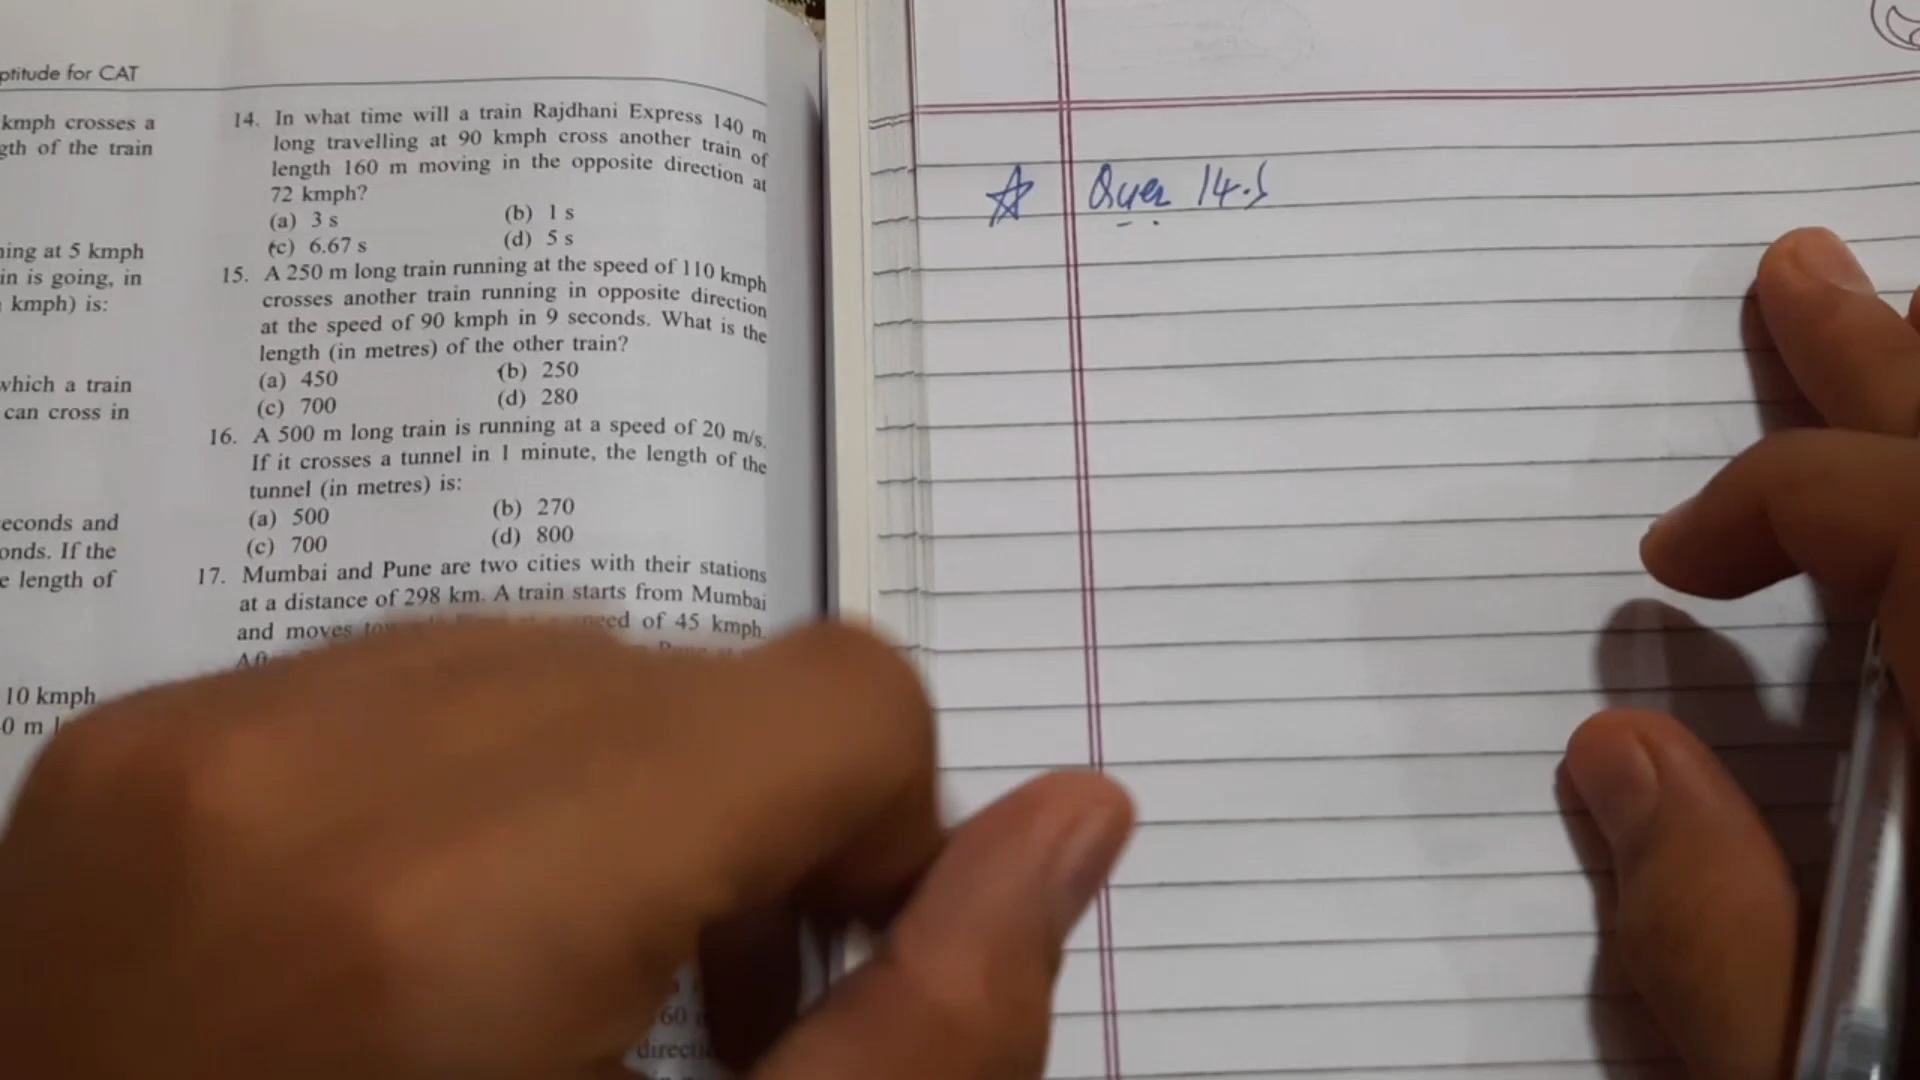 ptitude for CAT
kmph crosses a
gth of the train
ning at 5 kmph
in is going, in
kmph) is:
which a train
can cross in
econds and
onds. If the
e length of
10 kmph
0 m
14. In what time will a train Rajdhani Express 140 m
long travelling at 90 kmph cross another train of
length 160 m moving in the opposite direction at
72 kmph?
(a) 3 s (b) 1 s
(c) 6.67 s (d) 5 s
15. A 250 m long train running at the speed of 110 kmph
crosses another train running in opposite direction
at the speed of 90 kmph in 9 seconds. What is the
length (in metres) of the other train?
(a) 450 (b) 250
(c) 700 (d) 280
16. A 500 m long train is running at a speed of 20 m/s.
If it crosses a tunnel in 1 minute, the length of the
tunnel (in metres) is:
(a) 500 (b) 270
(c) 700 (d) 800
17. Mumbai and Pune are two cities with their stations
at a distance of 298 km. A train starts from Mumbai
and moves speed of 45 kmph.
Pune at
60
directi
Ques 14.